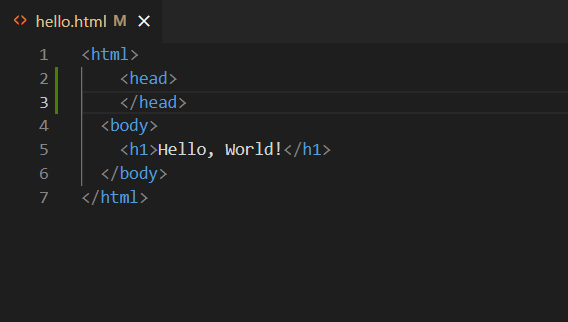 <> hello.html M ×
1 <html>
2     <head>
3     </head>
4   <body>
5     <h1>Hello, World!</h1>
6   </body>
7 </html>